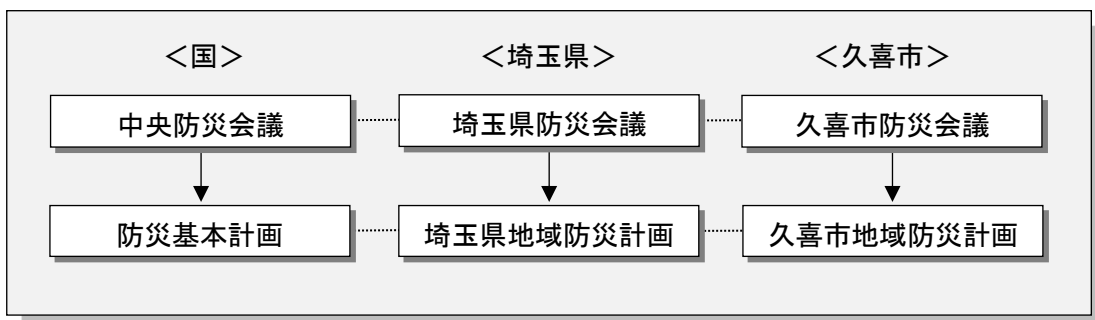 ＜国＞ ＜埼玉県＞ ＜久喜市＞
中央防災会議 埼玉県防災会議 久喜市防災会議
防災基本計画 埼玉県地域防災計画 久喜市地域防災計画